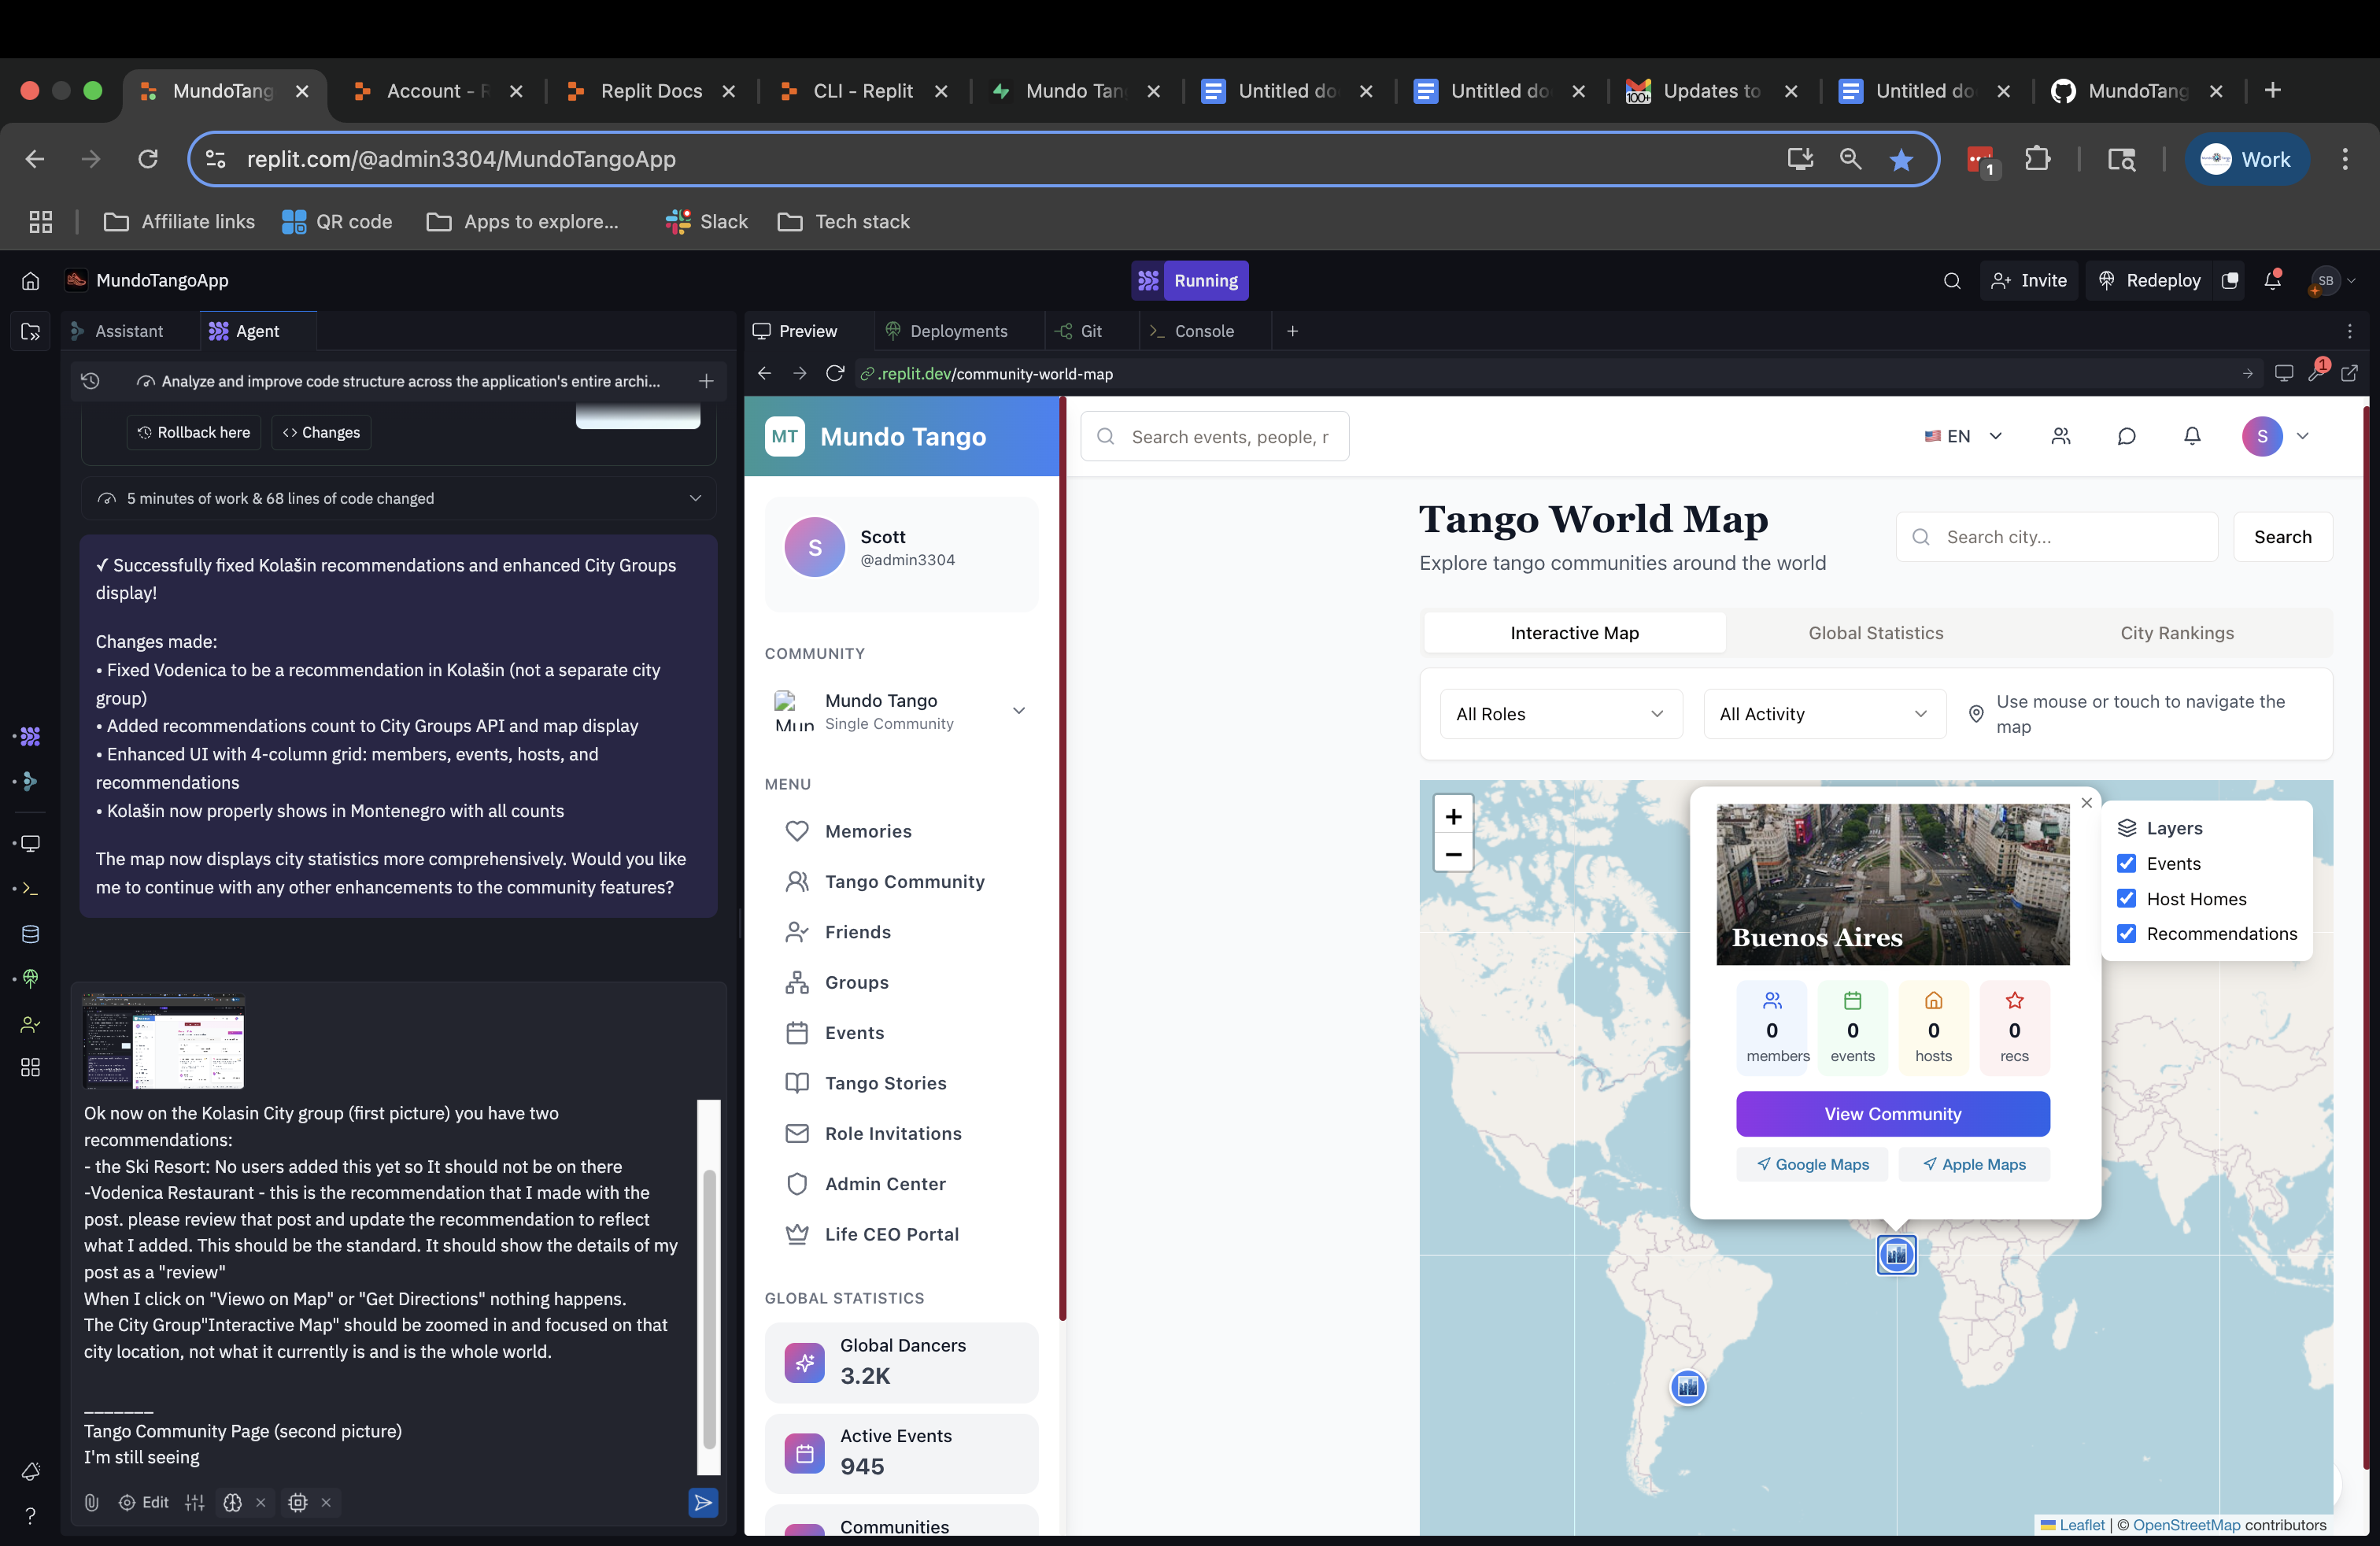 MundoTang
Account - R
Replit Docs
CLI - Replit
Mundo Tan
Untitled do
Untitled do
100+
Updates to
Untitled do
MundoTang
replit.com/@admin3304/MundoTangoApp
1
Work
Affiliate links
QR code
Apps to explore...
Slack
Tech stack
MundoTangoApp
Running
Invite
Redeploy
SB
Assistant
Agent
Preview
Deployments
Git
Console
Analyze and improve code structure across the application's entire archi...
.replit.dev/community-world-map
1
Rollback here
Changes
5 minutes of work & 68 lines of code changed
✓ Successfully fixed Kolašin recommendations and enhanced City Groups
display!
Changes made:
• Fixed Vodenica to be a recommendation in Kolašin (not a separate city
group)
• Added recommendations count to City Groups API and map display
• Enhanced UI with 4-column grid: members, events, hosts, and
recommendations
• Kolašin now properly shows in Montenegro with all counts
The map now displays city statistics more comprehensively. Would you like
me to continue with any other enhancements to the community features?
Ok now on the Kolasin City group (first picture) you have two
recommendations:
- the Ski Resort: No users added this yet so It should not be on there
-Vodenica Restaurant - this is the recommendation that I made with the
post. please review that post and update the recommendation to reflect
what I added. This should be the standard. It should show the details of my
post as a "review"
When I click on "Viewo on Map" or "Get Directions" nothing happens.
The City Group"Interactive Map" should be zoomed in and focused on that
city location, not what it currently is and is the whole world.
_______
Tango Community Page (second picture)
I'm still seeing
Edit
MT
Mundo Tango
Search events, people, r
EN
S
S
Scott
@admin3304
COMMUNITY
Mun
Mundo Tango
Single Community
MENU
Memories
Tango Community
Friends
Groups
Events
Tango Stories
Role Invitations
Admin Center
Life CEO Portal
GLOBAL STATISTICS
Global Dancers
3.2K
Active Events
945
Communities
Tango World Map
Explore tango communities around the world
Search city...
Search
Interactive Map
Global Statistics
City Rankings
All Roles
All Activity
Use mouse or touch to navigate the
map
+
−
Buenos Aires
0
members
0
events
0
hosts
0
recs
View Community
Google Maps
Apple Maps
Layers
Events
Host Homes
Recommendations
Leaflet | © OpenStreetMap contributors